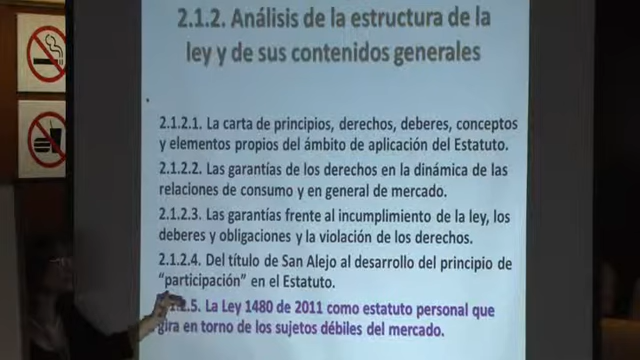 2.1.2. Análisis de la estructura de la
ley y de sus contenidos generales
2.1.2.1. La carta de principios, derechos, deberes, conceptos
y elementos propios del ámbito de aplicación del Estatuto.
2.1.2.2. Las garantías de los derechos en la dinámica de las
relaciones de consumo y en general de mercado.
2.1.2.3. Las garantías frente al incumplimiento de la ley, los
deberes y obligaciones y la violación de los derechos.
2.1.2.4. Del título de San Alejo al desarrollo del principio de
“participación” en el Estatuto.
2.1.2.5. La Ley 1480 de 2011 como estatuto personal que
gira en torno de los sujetos débiles del mercado.